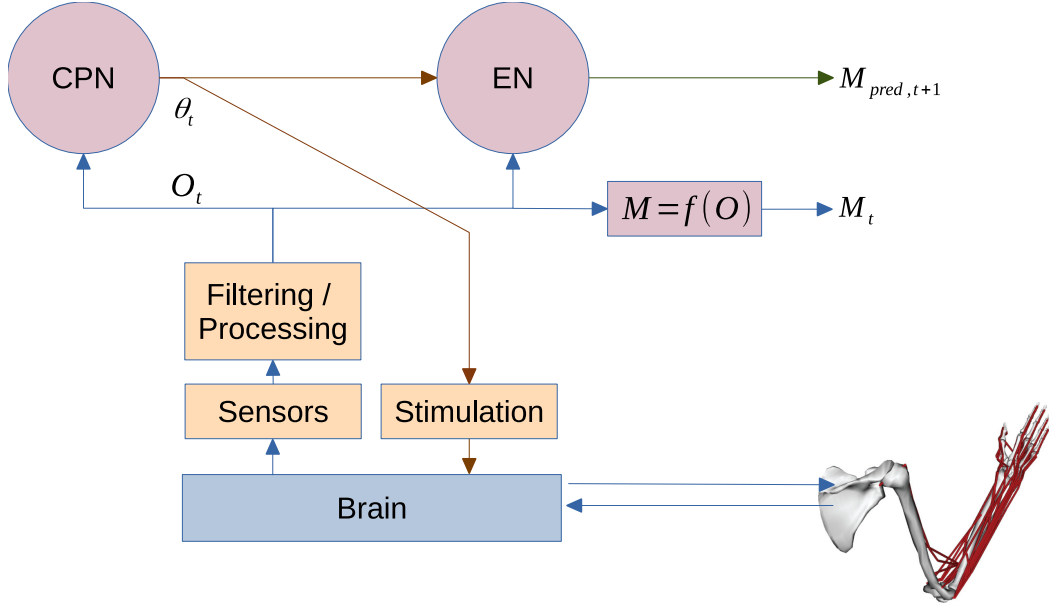 CPN
EN
M pred,t+1
θt
Ot
M=f(O)
Mt
Filtering /
Processing
Sensors
Stimulation
Brain